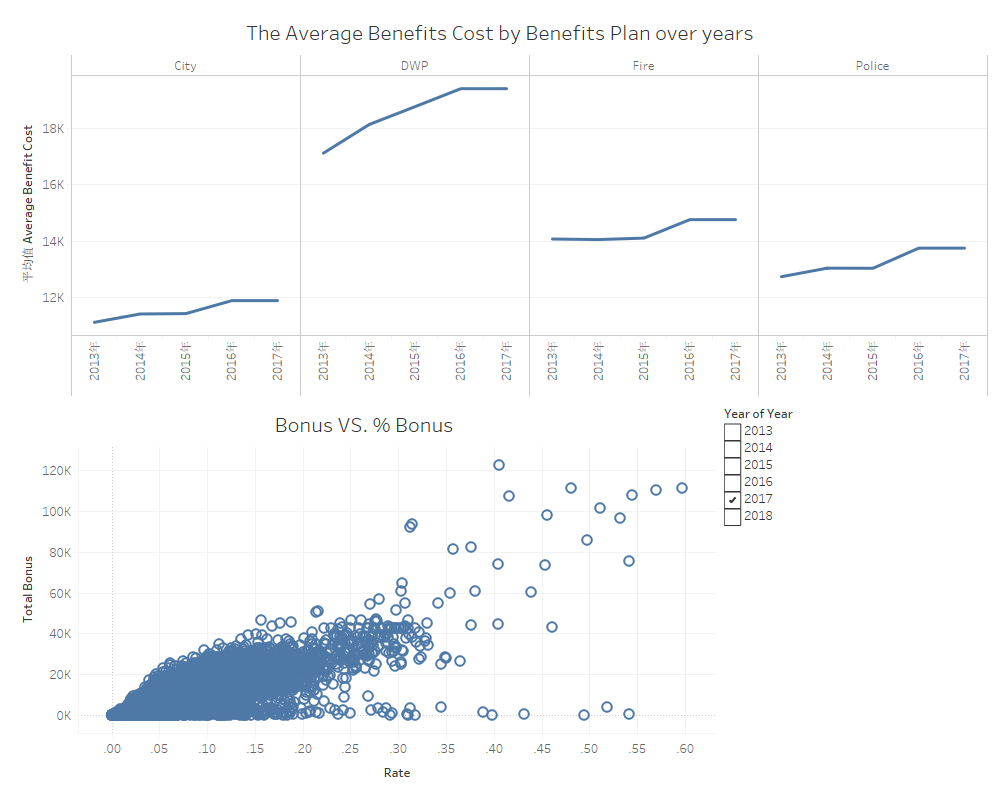 The Average Benefits Cost by Benefits Plan over years
City DWP Fire Police
平均值 Average Benefit Cost
18K
16K
14K
12K
2013年 2014年 2015年 2016年 2017年 2013年 2014年 2015年 2016年 2017年 2013年 2014年 2015年 2016年 2017年 2013年 2014年 2015年 2016年 2017年
Bonus VS. % Bonus
Total Bonus
120K
100K
80K
60K
40K
20K
0K
.00 .05 .10 .15 .20 .25 .30 .35 .40 .45 .50 .55 .60
Rate
Year of Year
2013
2014
2015
2016
2017
2018